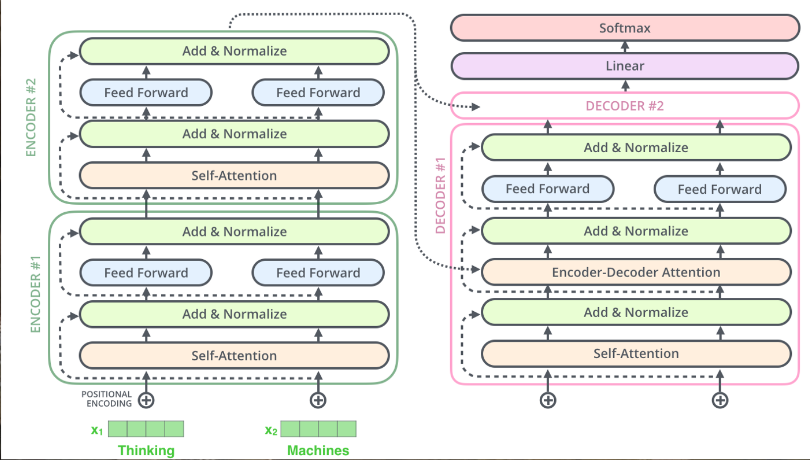 ENCODER #2
Add & Normalize
Feed Forward
Feed Forward
Add & Normalize
Self-Attention
ENCODER #1
Add & Normalize
Feed Forward
Feed Forward
Add & Normalize
Self-Attention
POSITIONAL
ENCODING
x1
x2
Thinking
Machines
Softmax
Linear
DECODER #2
DECODER #1
Add & Normalize
Feed Forward
Feed Forward
Add & Normalize
Encoder-Decoder Attention
Add & Normalize
Self-Attention